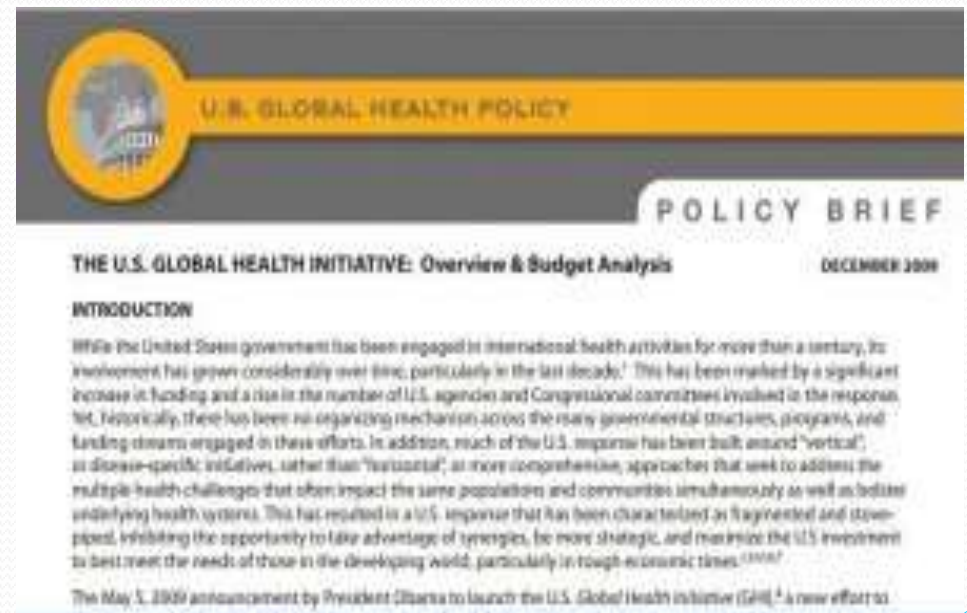 U.S. GLOBAL HEALTH POLICY
POLICY BRIEF
THE U.S. GLOBAL HEALTH INITIATIVE: Overview & Budget Analysis
DECEMBER 2009
INTRODUCTION
While the United States government has been engaged in international health activities for more than a century, its
involvement has grown considerably over time, particularly in the last decade.¹ This has been marked by a significant
increase in funding and a rise in the number of U.S. agencies and Congressional committees involved in the response.
Yet, historically, there has been no organizing mechanism across the many governmental structures, programs, and
funding streams engaged in these efforts. In addition, much of the U.S. response has been built around "vertical",
or disease-specific initiatives, rather than "horizontal", or more comprehensive, approaches that seek to address the
multiple health challenges that often impact the same populations and communities simultaneously as well as bolster
underlying health systems. This has resulted in a U.S. response that has been characterized as fragmented and stove-
piped, inhibiting the opportunity to take advantage of synergies, be more strategic, and maximize the U.S investment
to best meet the needs of those in the developing world, particularly in tough economic times.
The May 5, 2009 announcement by President Obama to launch the U.S. Global Health Initiative (GHI), a new effort to